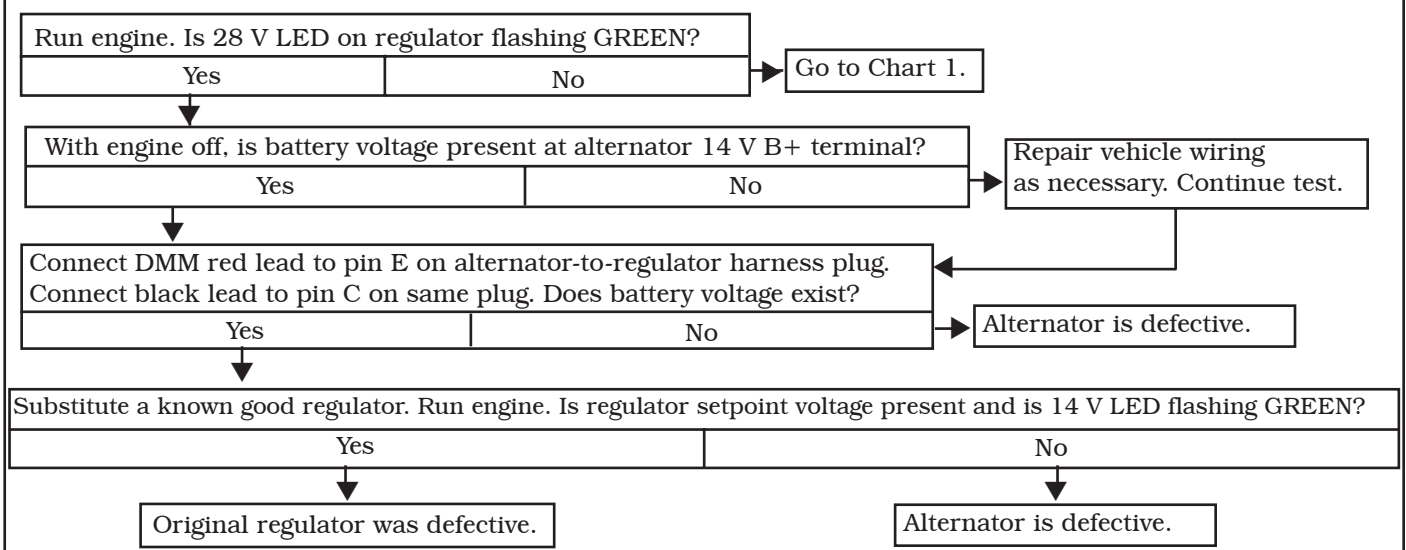 Run engine. Is 28 V LED on regulator flashing GREEN?
Yes
No
Go to Chart 1.
With engine off, is battery voltage present at alternator 14 V B+ terminal?
Yes
No
Repair vehicle wiring
as necessary. Continue test.
Connect DMM red lead to pin E on alternator-to-regulator harness plug.
Connect black lead to pin C on same plug. Does battery voltage exist?
Yes
No
Alternator is defective.
Substitute a known good regulator. Run engine. Is regulator setpoint voltage present and is 14 V LED flashing GREEN?
Yes
No
Original regulator was defective.
Alternator is defective.